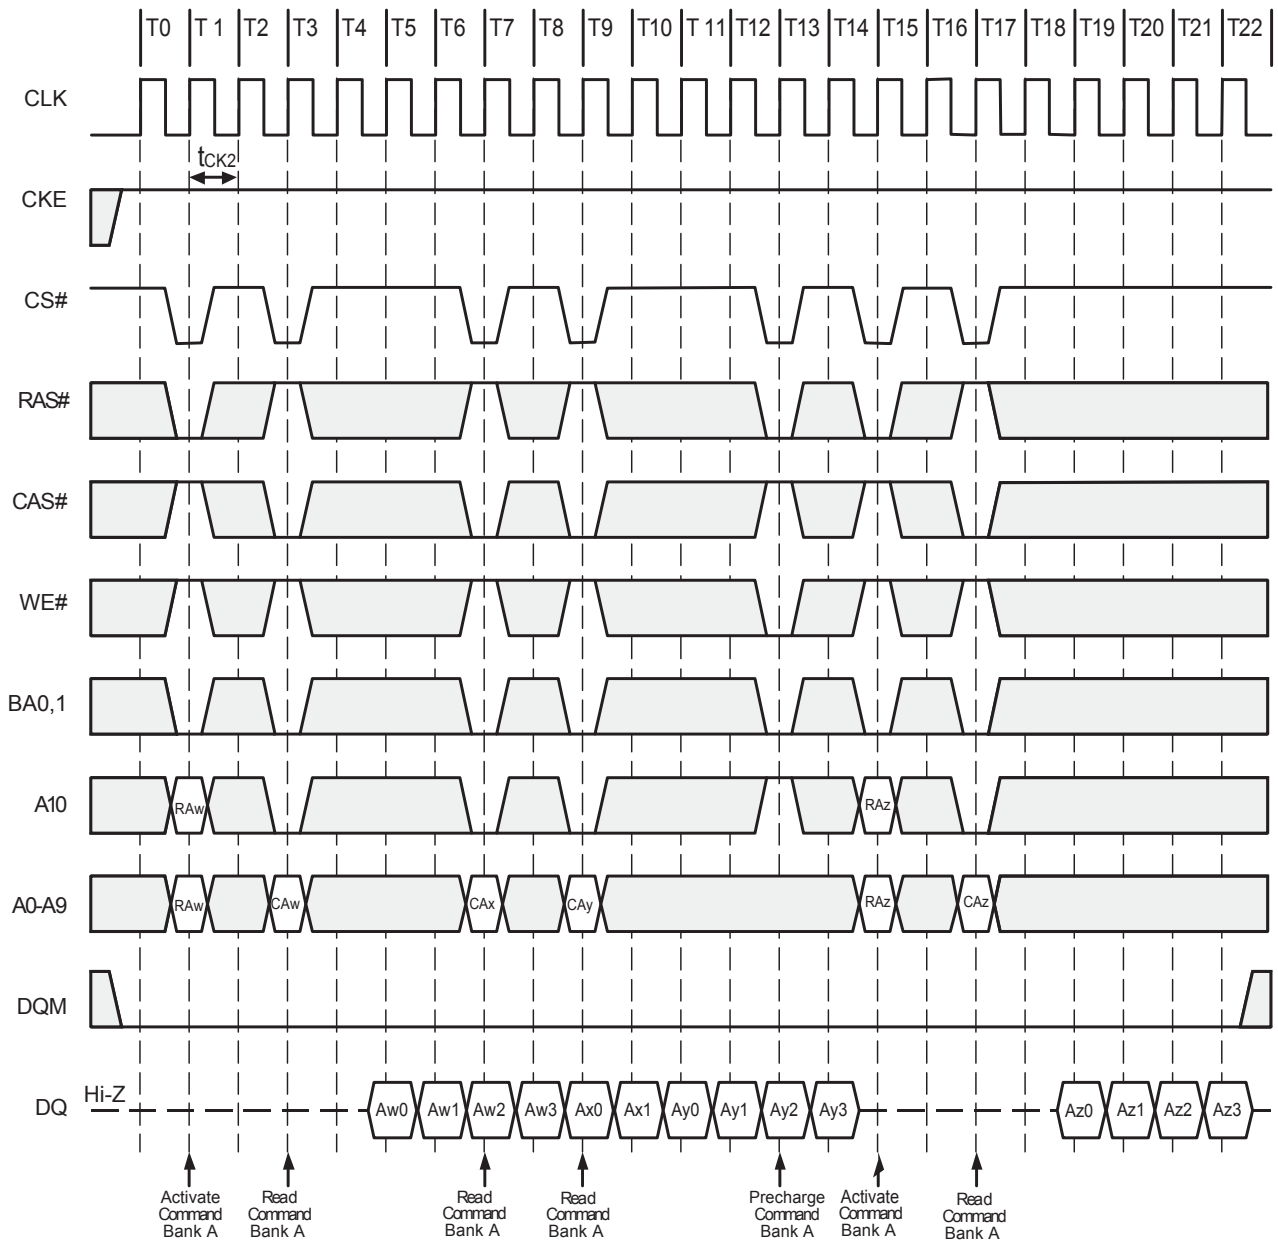 T0 T 1 T2 T3 T4 T5 T6 T7 T8 T9 T10 T 11 T12 T13 T14 T15 T16 T17 T18 T19 T20 T21 T22
CLK
tCK2
CKE
CS#
RAS#
CAS#
WE#
BA0,1
A10 RAw RAz
A0-A9 RAw CAw CAx CAy RAz CAz
DQM
Hi-Z
DQ Aw0 Aw1 Aw2 Aw3 Ax0 Ax1 Ay0 Ay1 Ay2 Ay3 Az0 Az1 Az2 Az3
Activate
Command
Bank A
Read
Command
Bank A
Read
Command
Bank A
Read
Command
Bank A
Precharge
Command
Bank A
Activate
Command
Bank A
Read
Command
Bank A